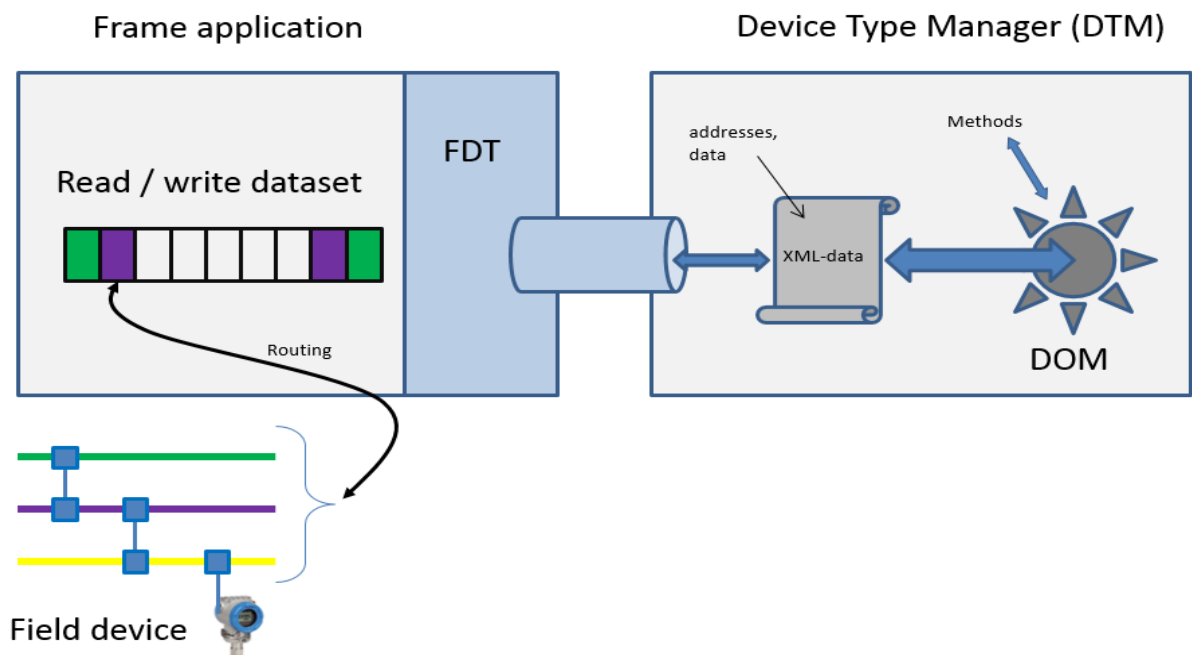 Frame application
Device Type Manager (DTM)
FDT
Read / write dataset
Routing
addresses,
data
Methods
XML-data
DOM
Field device